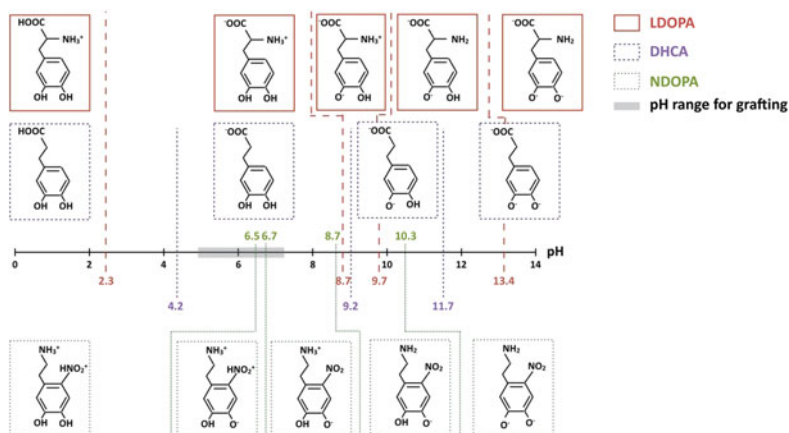 HOOC
NH₃⁺
OH OH
⁻OOC
NH₃⁺
OH OH
⁻OOC
NH₃⁺
O⁻ OH
⁻OOC
NH₂
O⁻ OH
⁻OOC
NH₂
O⁻ O⁻
LDOPA
DHCA
NDOPA
pH range for grafting
HOOC
OH OH
⁻OOC
OH OH
⁻OOC
O⁻ OH
⁻OOC
O⁻ O⁻
6.5 6.7 8.7 10.3
pH
0 2 4 6 8 10 12 14
2.3 8.7 9.7 13.4
4.2 9.2 11.7
NH₃⁺
HNO₂⁺
OH OH
NH₃⁺
HNO₂⁺
OH O⁻
NH₃⁺
NO₂
OH O⁻
NH₂
NO₂
OH O⁻
NH₂
NO₂
O⁻ O⁻